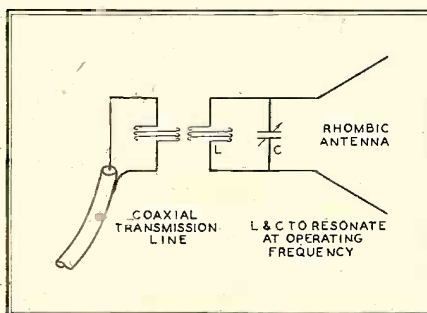 L
C
RHOMBIC
ANTENNA
COAXIAL
TRANSMISSION
LINE
L & C TO RESONATE
AT OPERATING
FREQUENCY